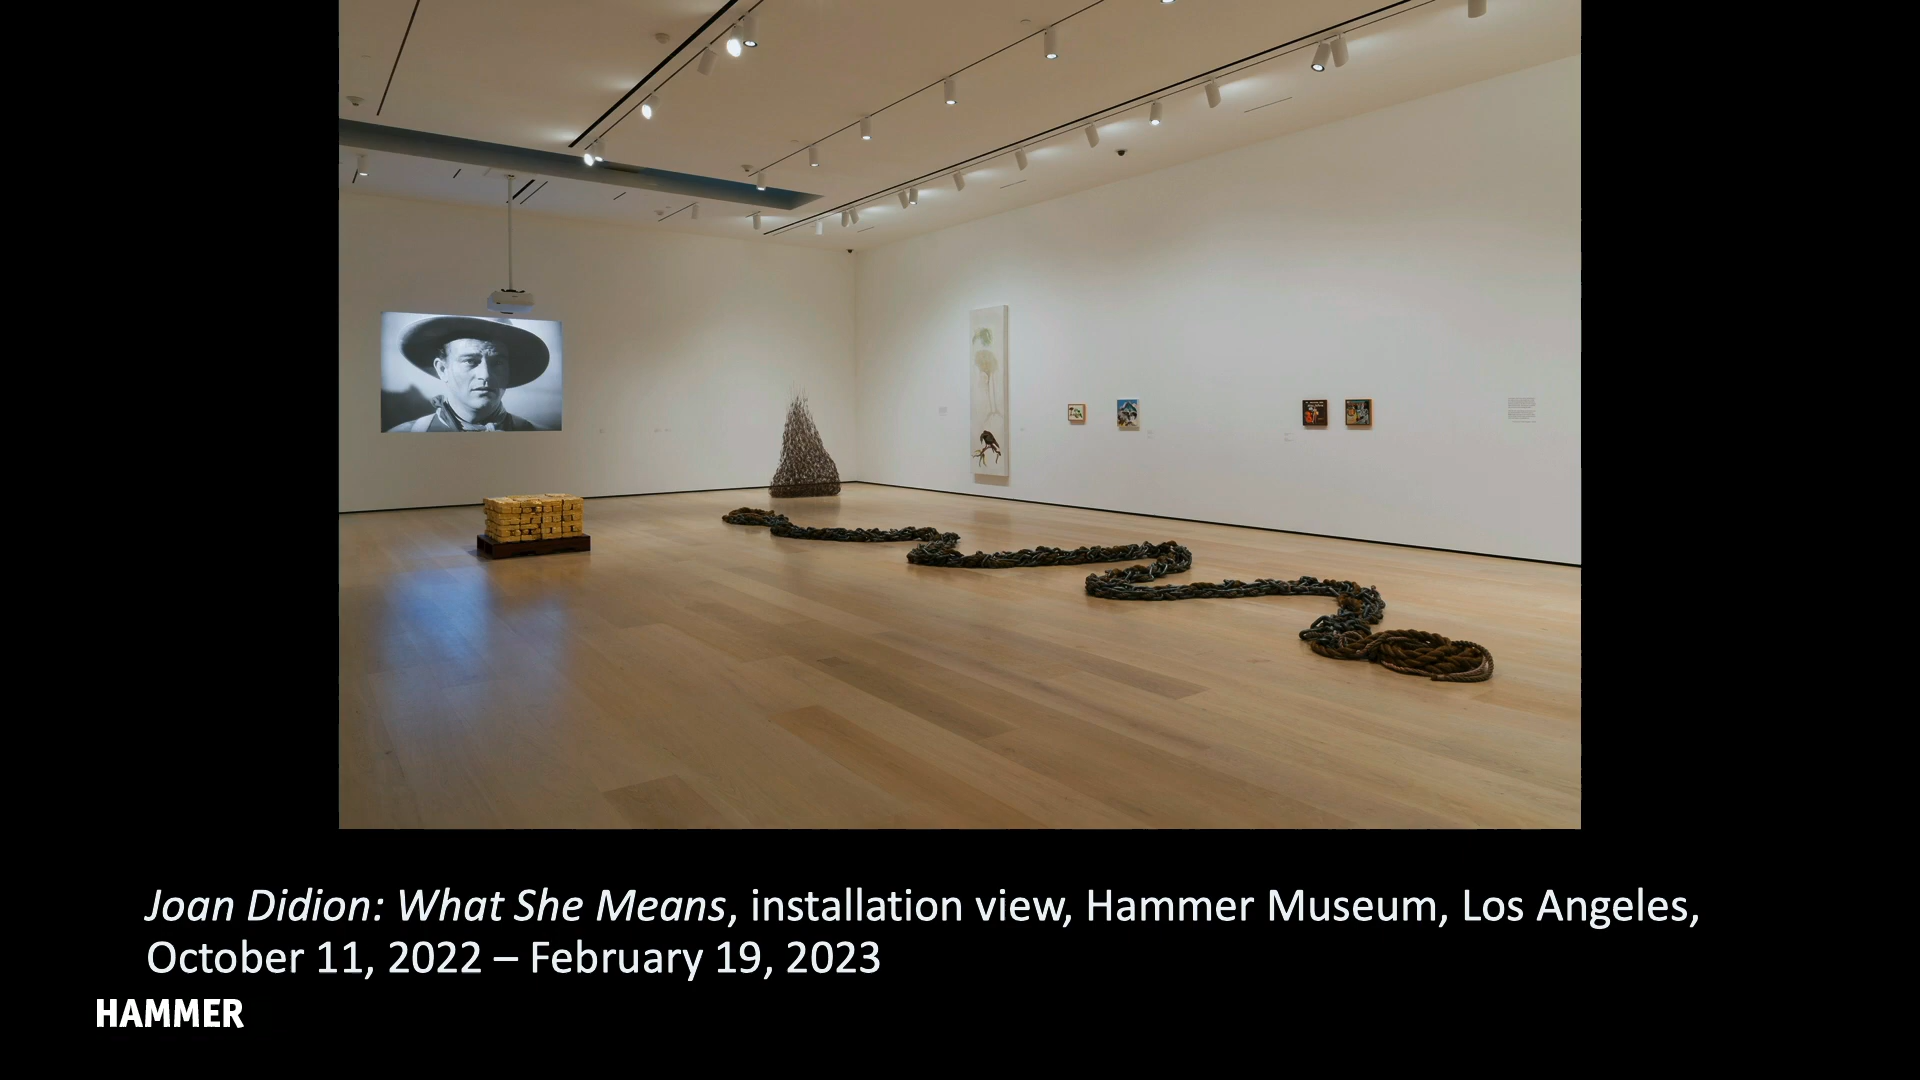 Joan Didion: What She Means, installation view, Hammer Museum, Los Angeles,
October 11, 2022 – February 19, 2023
HAMMER